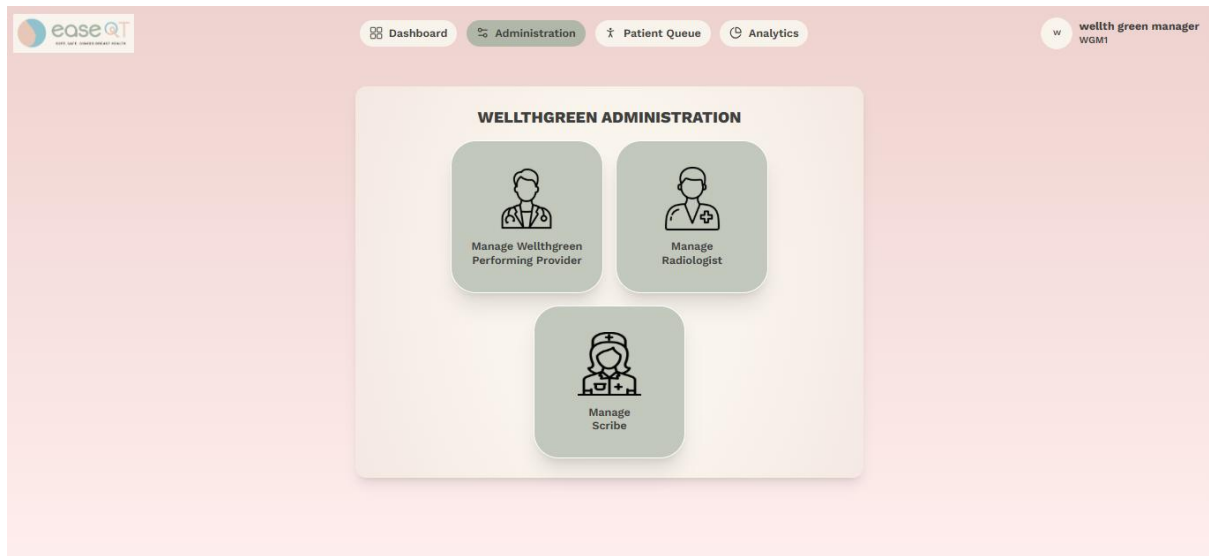 ease QT
Dashboard
Administration
Patient Queue
Analytics
W
wellth green manager
WGM1
WELLTHGREEN ADMINISTRATION
Manage Wellthgreen
Performing Provider
Manage
Radiologist
Manage
Scribe